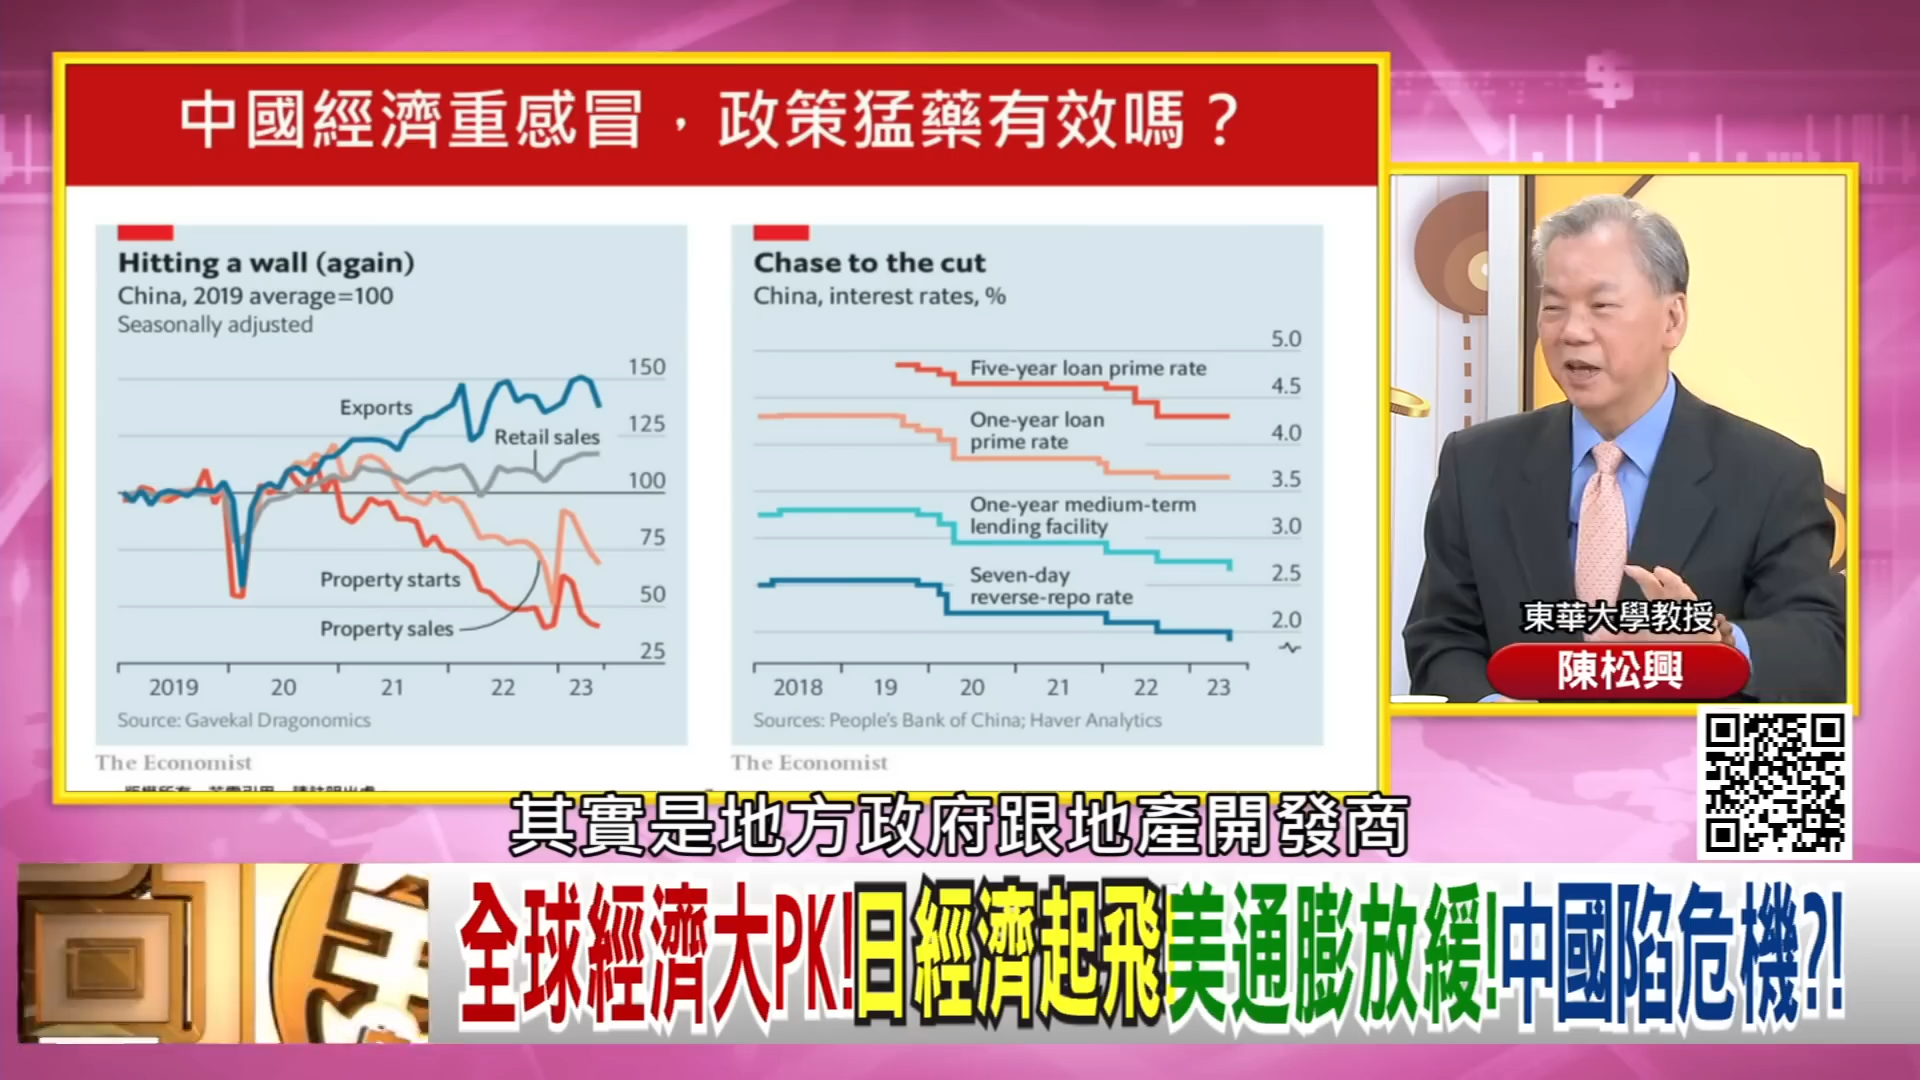 中國經濟重感冒，政策猛藥有效嗎？
Hitting a wall (again)
China, 2019 average=100
Seasonally adjusted
150
Exports
125
Retail sales
100
75
Property starts
50
Property sales
25
2019 20 21 22 23
Source: Gavekal Dragonomics
The Economist
Chase to the cut
China, interest rates, %
5.0
Five-year loan prime rate
4.5
One-year loan
prime rate
4.0
3.5
One-year medium-term
lending facility
3.0
2.5
Seven-day
reverse-repo rate
2.0
2018 19 20 21 22 23
Sources: People's Bank of China; Haver Analytics
The Economist
東華大學教授
陳松興
其實是地方政府跟地產開發商
全球經濟大PK!日經濟起飛!美通膨放緩!中國陷危機?!